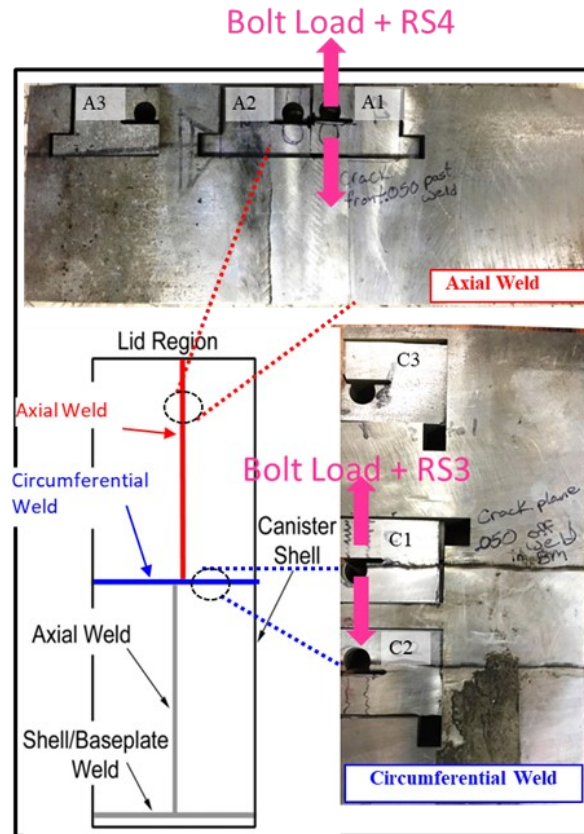 Bolt Load + RS4
A3
A2
A1
Crack
front .050 past
weld
Axial Weld
Lid Region
Axial Weld
Circumferential
Weld
Canister
Shell
Axial Weld
Shell/Baseplate
Weld
C3
Bolt Load + RS3
Crack plane
.050 off
weld
in BM
C1
C2
Circumferential Weld